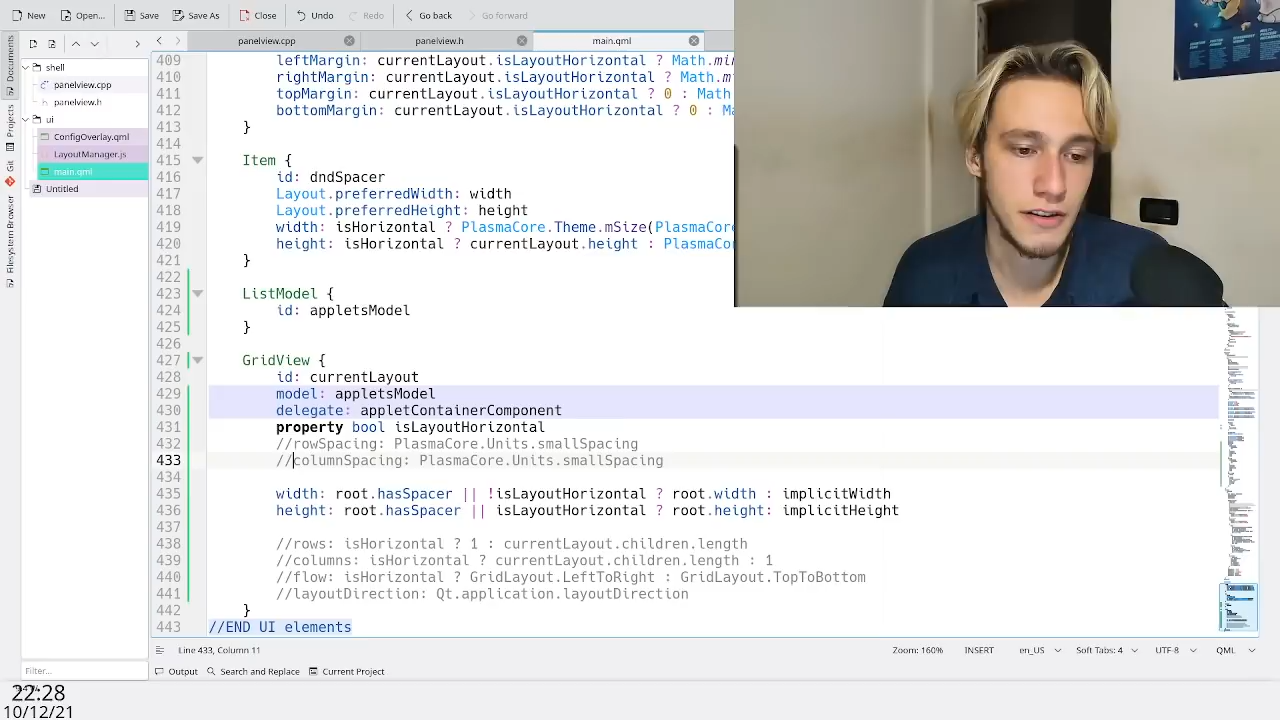 New Open... Save Save As Close Undo Redo Go back Go forward
panelview.cpp panelview.h main.qml
Documents
Projects
Git
Filesystem Browser
shell
panelview.cpp
panelview.h
ui
ConfigOverlay.qml
LayoutManager.js
main.qml
Untitled
Filter...
409 leftMargin: currentLayout.isLayoutHorizontal ? Math.mi
410 rightMargin: currentLayout.isLayoutHorizontal ? Math.m
411 topMargin: currentLayout.isLayoutHorizontal ? 0 : Math
412 bottomMargin: currentLayout.isLayoutHorizontal ? 0 : M
413 }
414
415 Item {
416 id: dndSpacer
417 Layout.preferredWidth: width
418 Layout.preferredHeight: height
419 width: isHorizontal ? PlasmaCore.Theme.mSize(PlasmaCor
420 height: isHorizontal ? currentLayout.height : PlasmaCo
421 }
422
423 ListModel {
424 id: appletsModel
425 }
426
427 GridView {
428 id: currentLayout
429 model: appletsModel
430 delegate: appletContainerComponent
431 property bool isLayoutHorizontal
432 //rowSpacing: PlasmaCore.Units.smallSpacing
433 //columnSpacing: PlasmaCore.Units.smallSpacing
434
435 width: root.hasSpacer || !isLayoutHorizontal ? root.width : implicitWidth
436 height: root.hasSpacer || isLayoutHorizontal ? root.height: implicitHeight
437
438 //rows: isHorizontal ? 1 : currentLayout.children.length
439 //columns: isHorizontal ? currentLayout.children.length : 1
440 //flow: isHorizontal ? GridLayout.LeftToRight : GridLayout.TopToBottom
441 //layoutDirection: Qt.application.layoutDirection
442 }
443 //END UI elements
Line 433, Column 11 Zoom: 160% INSERT en_US Soft Tabs: 4 UTF-8 QML
Output Search and Replace Current Project
22:28
10/12/21